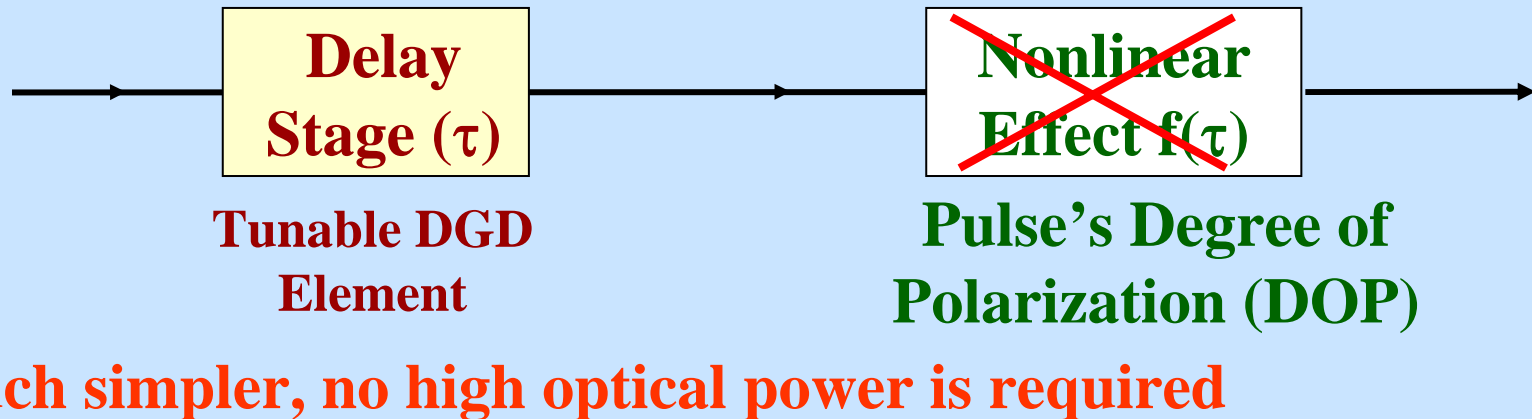 Delay
Stage (τ)
Nonlinear
Effect f(τ)
Tunable DGD
Element
Pulse’s Degree of
Polarization (DOP)
simpler, no high optical power is required